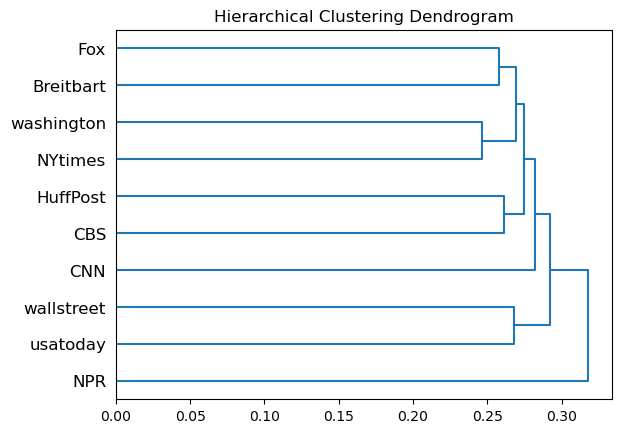 Hierarchical Clustering Dendrogram
Fox
Breitbart
washington
NYtimes
HuffPost
CBS
CNN
wallstreet
usatoday
NPR
0.00 0.05 0.10 0.15 0.20 0.25 0.30